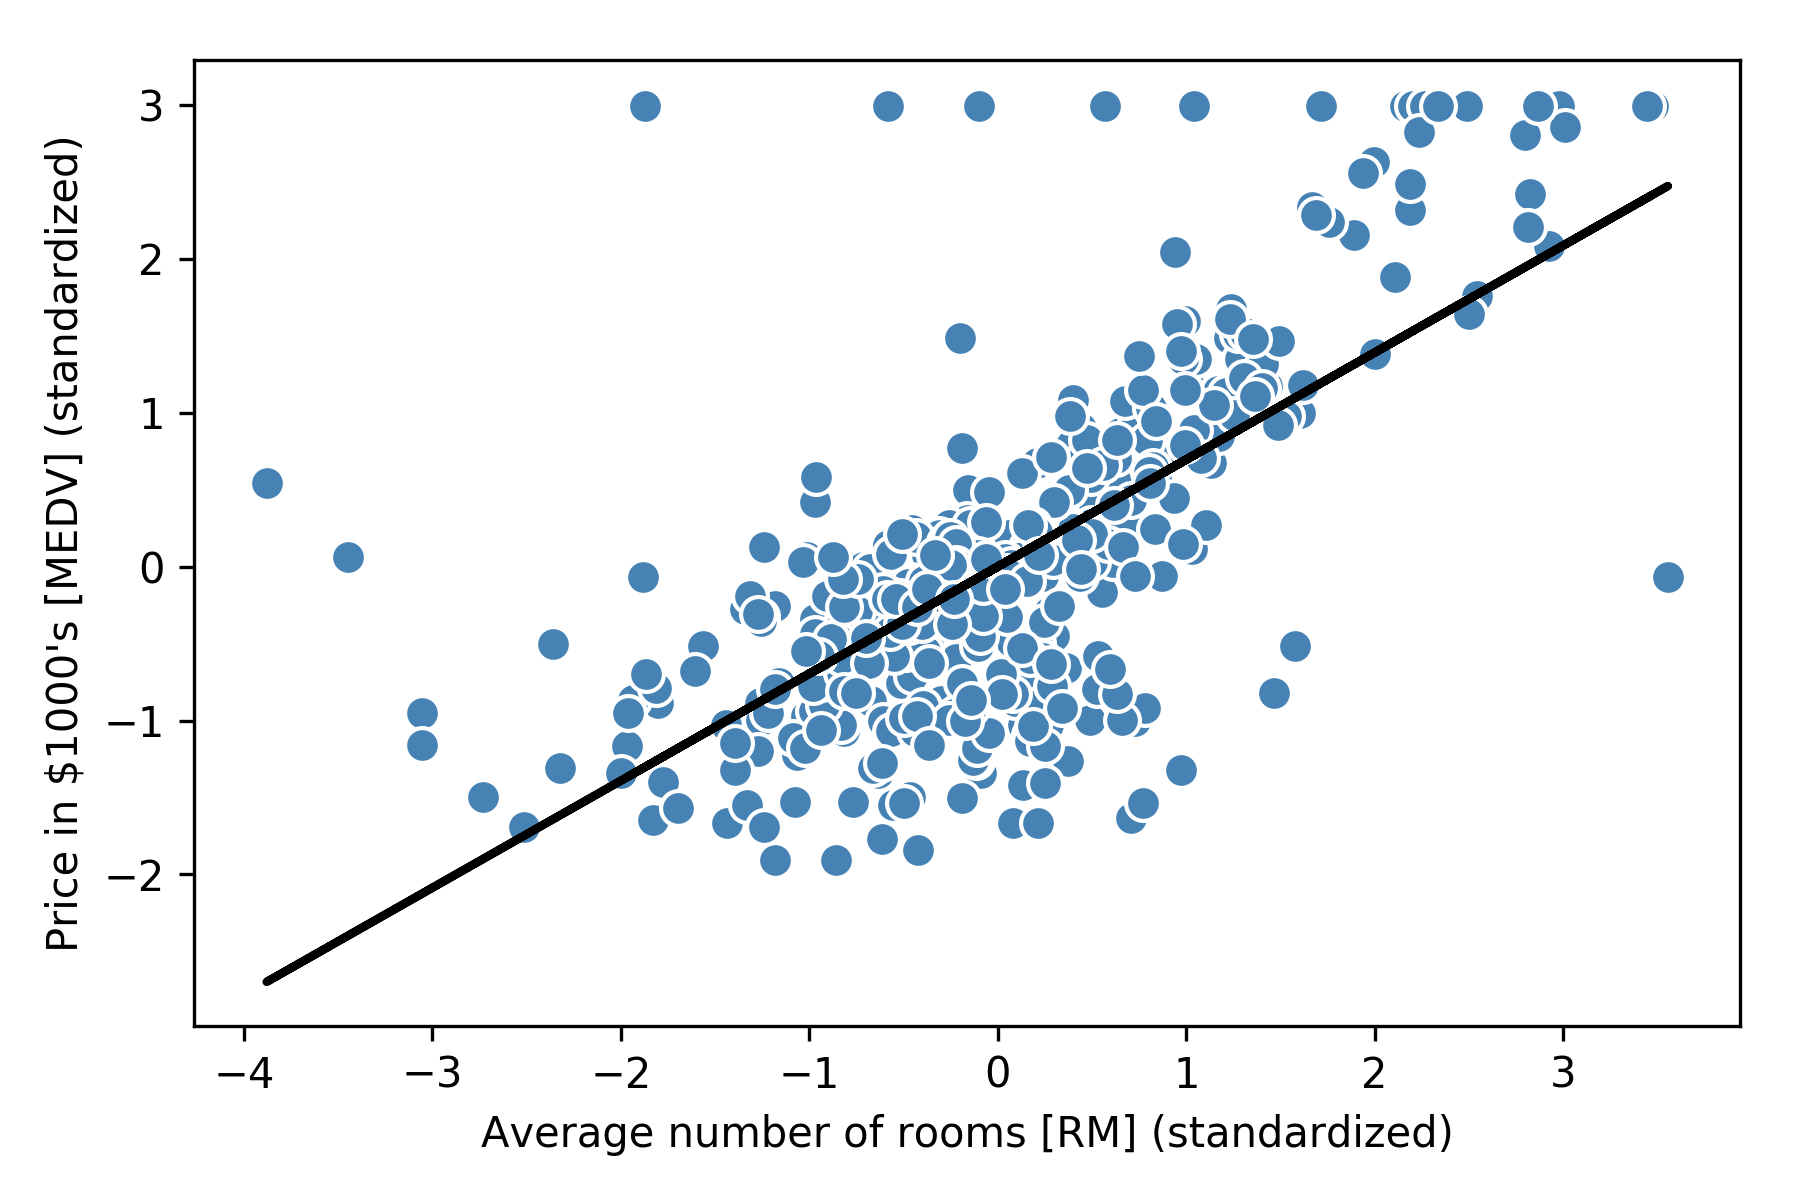 Price in $1000's [MEDV] (standardized)
3
2
1
0
−1
−2
−4 −3 −2 −1 0 1 2 3
Average number of rooms [RM] (standardized)